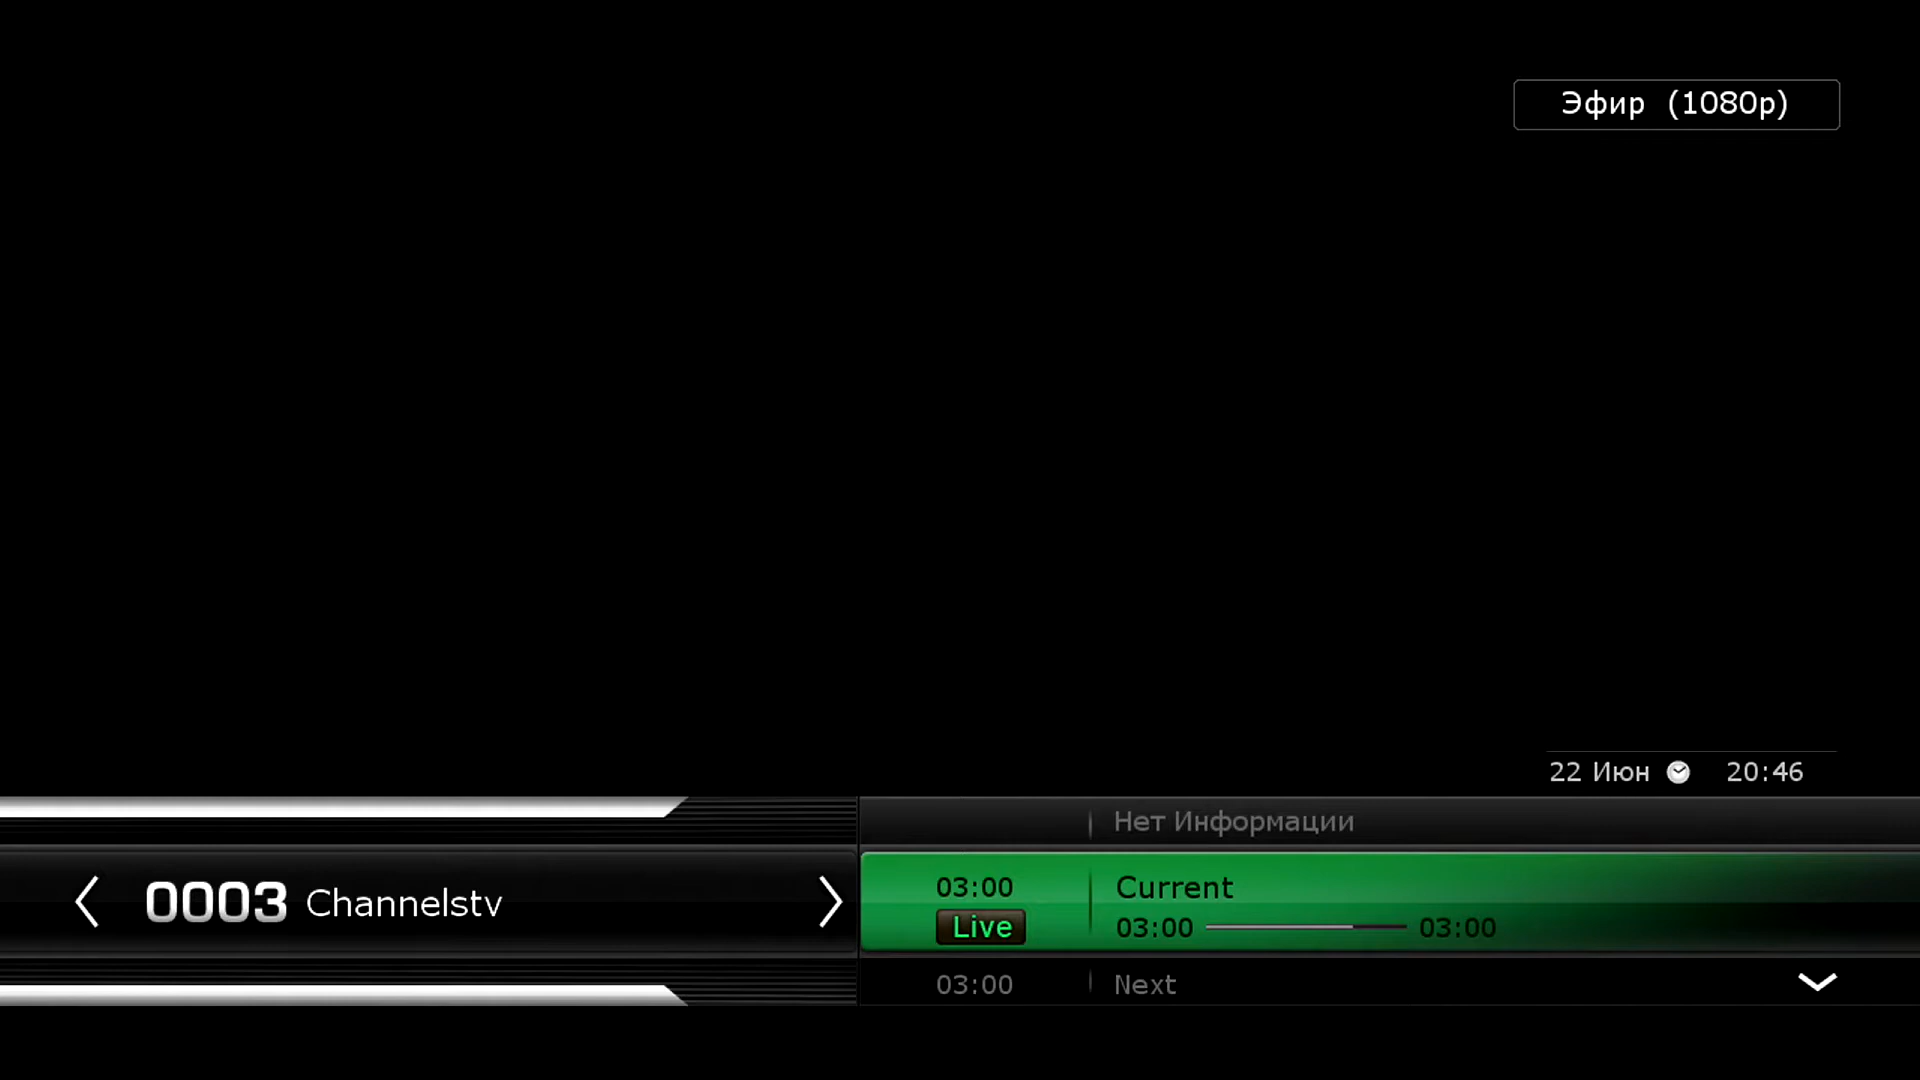 Эфир (1080p)
22 Июн 20:46
Нет Информации
0003 Channelstv
03:00 Current
Live 03:00 03:00
03:00 Next